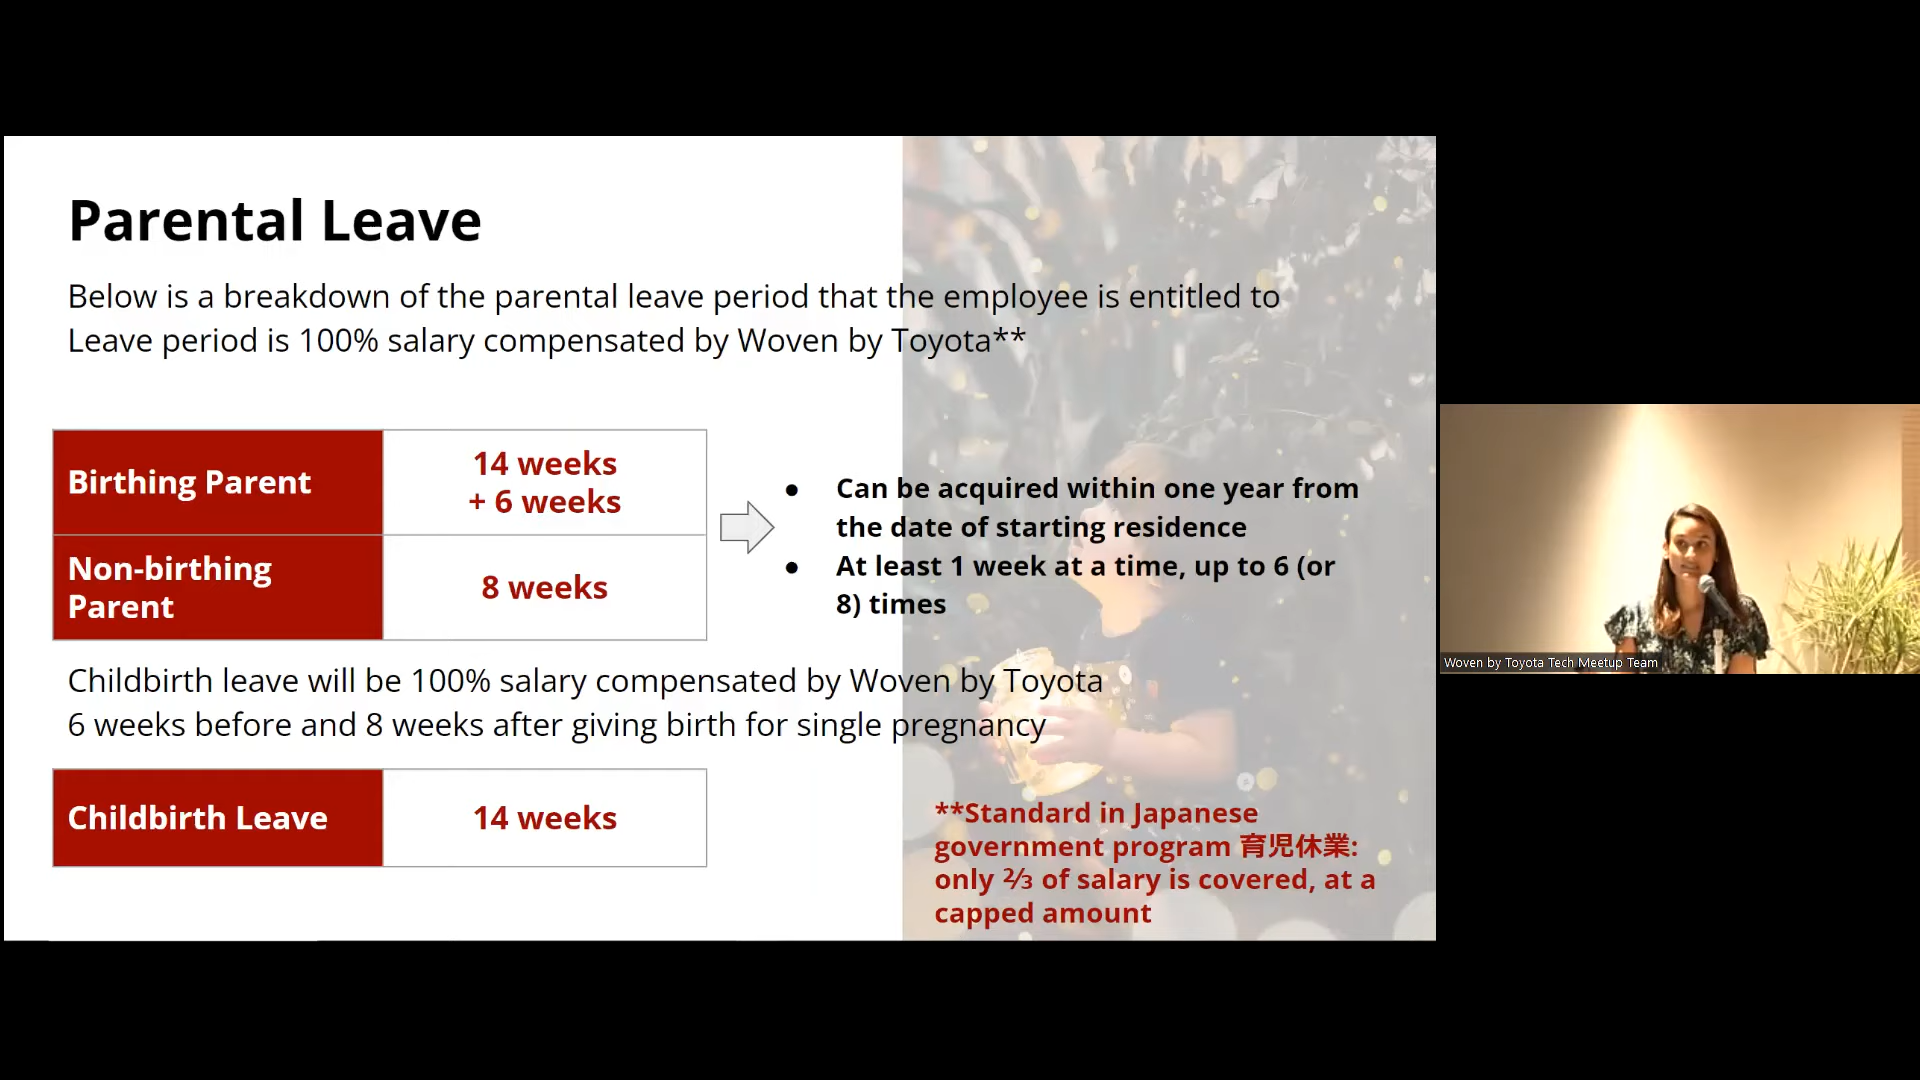 Parental Leave
Below is a breakdown of the parental leave period that the employee is entitled to
Leave period is 100% salary compensated by Woven by Toyota**
Birthing Parent
14 weeks
+ 6 weeks
Non-birthing
Parent
8 weeks
● Can be acquired within one year from
the date of starting residence
● At least 1 week at a time, up to 6 (or
8) times
Childbirth leave will be 100% salary compensated by Woven by Toyota
6 weeks before and 8 weeks after giving birth for single pregnancy
Childbirth Leave
14 weeks
**Standard in Japanese
government program 育児休業:
only ⅔ of salary is covered, at a
capped amount
Woven by Toyota Tech Meetup Team